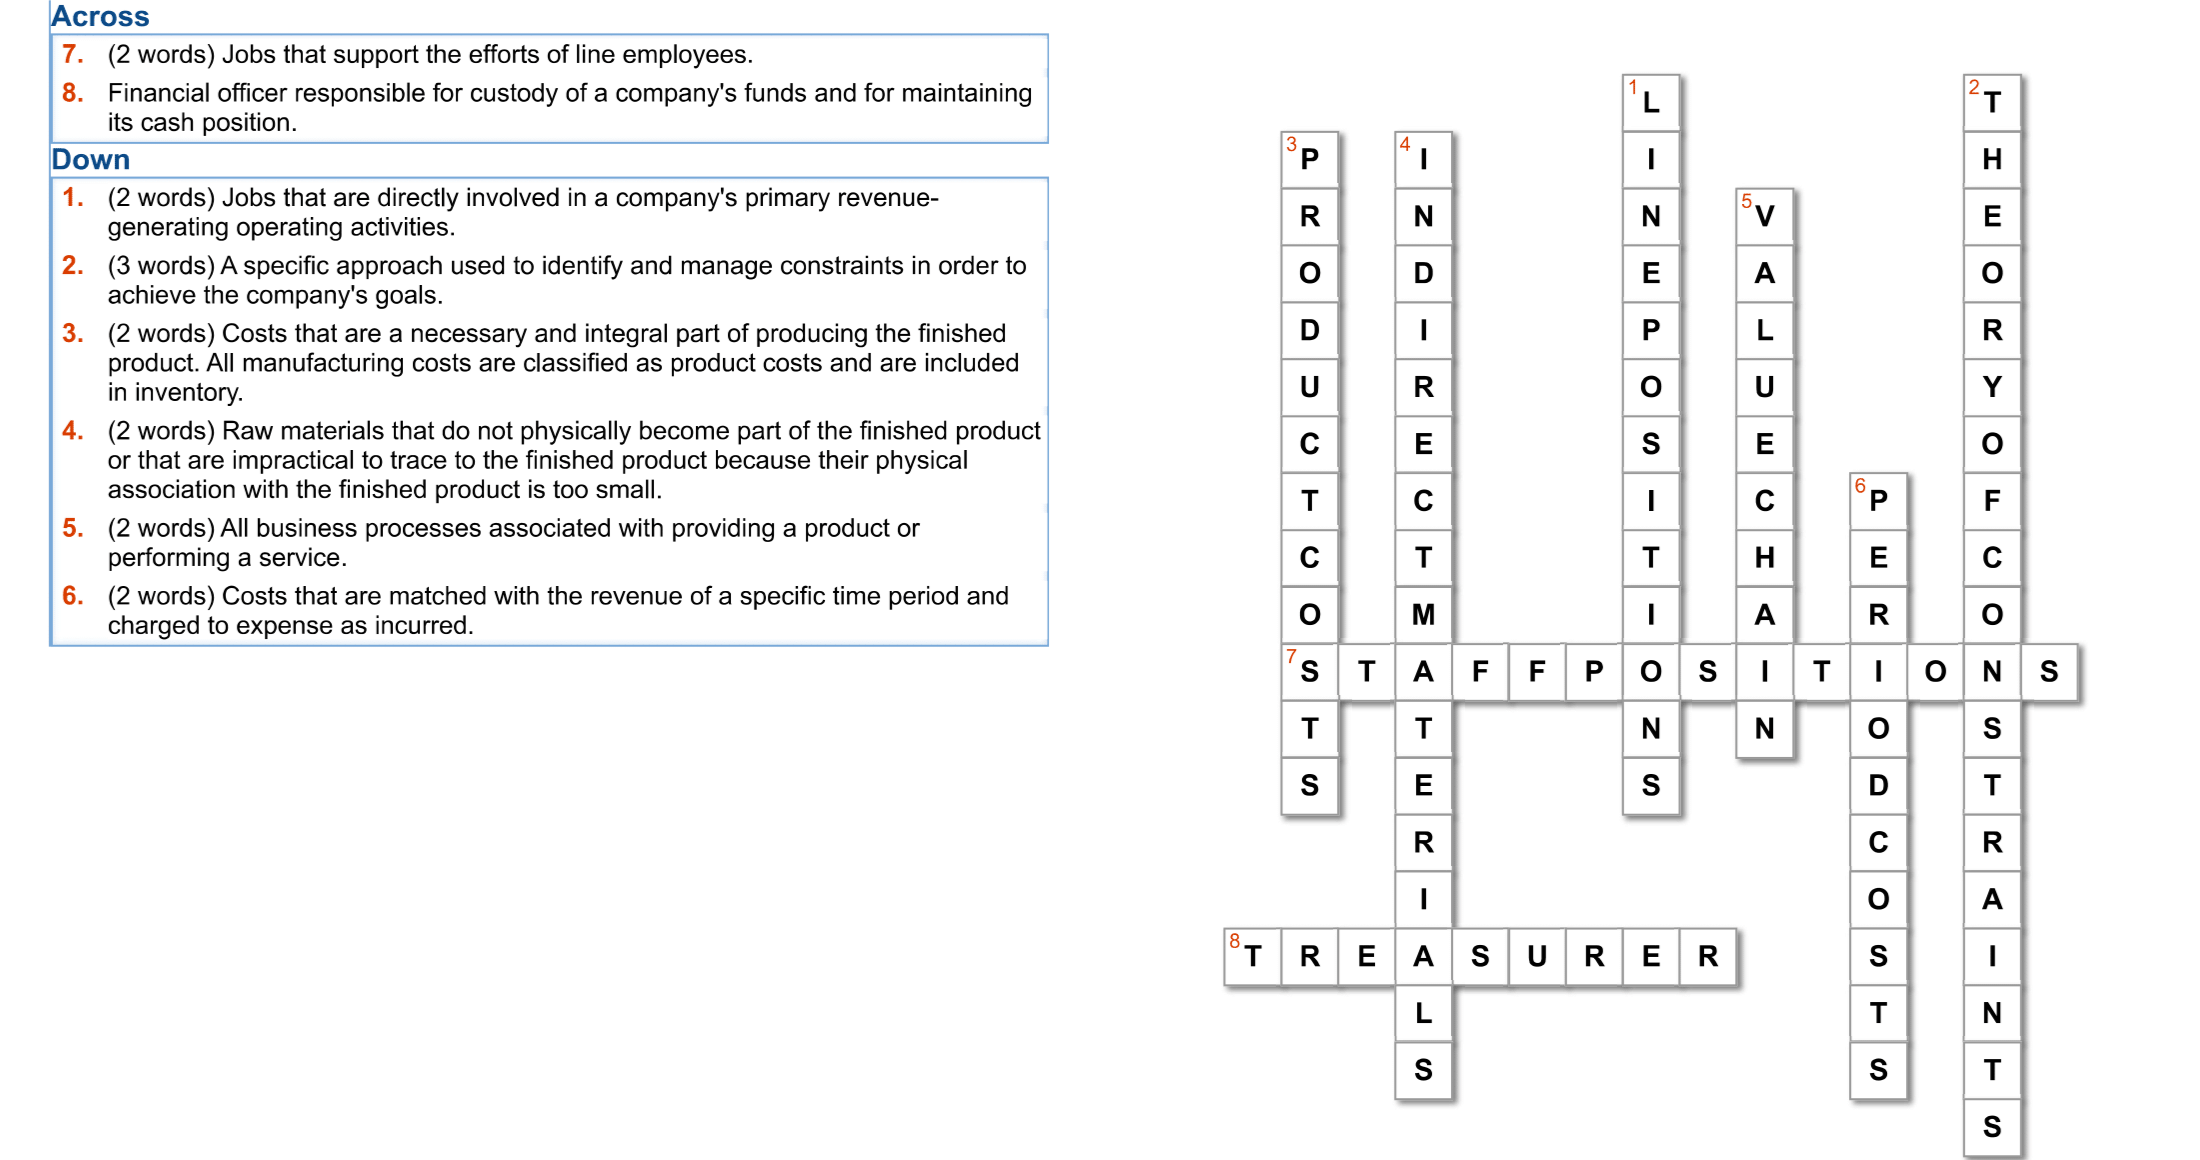 Across
7. (2 words) Jobs that support the efforts of line employees.
8. Financial officer responsible for custody of a company's funds and for maintaining
its cash position.
Down
1. (2 words) Jobs that are directly involved in a company's primary revenue-
generating operating activities.
2. (3 words) A specific approach used to identify and manage constraints in order to
achieve the company's goals.
3. (2 words) Costs that are a necessary and integral part of producing the finished
product. All manufacturing costs are classified as product costs and are included
in inventory.
4. (2 words) Raw materials that do not physically become part of the finished product
or that are impractical to trace to the finished product because their physical
association with the finished product is too small.
5. (2 words) All business processes associated with providing a product or
performing a service.
6. (2 words) Costs that are matched with the revenue of a specific time period and
charged to expense as incurred.
1 L 2 T
3 P 4 I I H
R N N 5 V E
O D E A O
D I P L R
U R O U Y
C E S E O
T C I C 6 P F
C T T H E C
O M I A R O
7 S T A F F P O S I T I O N S
T T N N O S
S E S D T
R C R
I O A
8 T R E A S U R E R S I
L T N
S S T
S